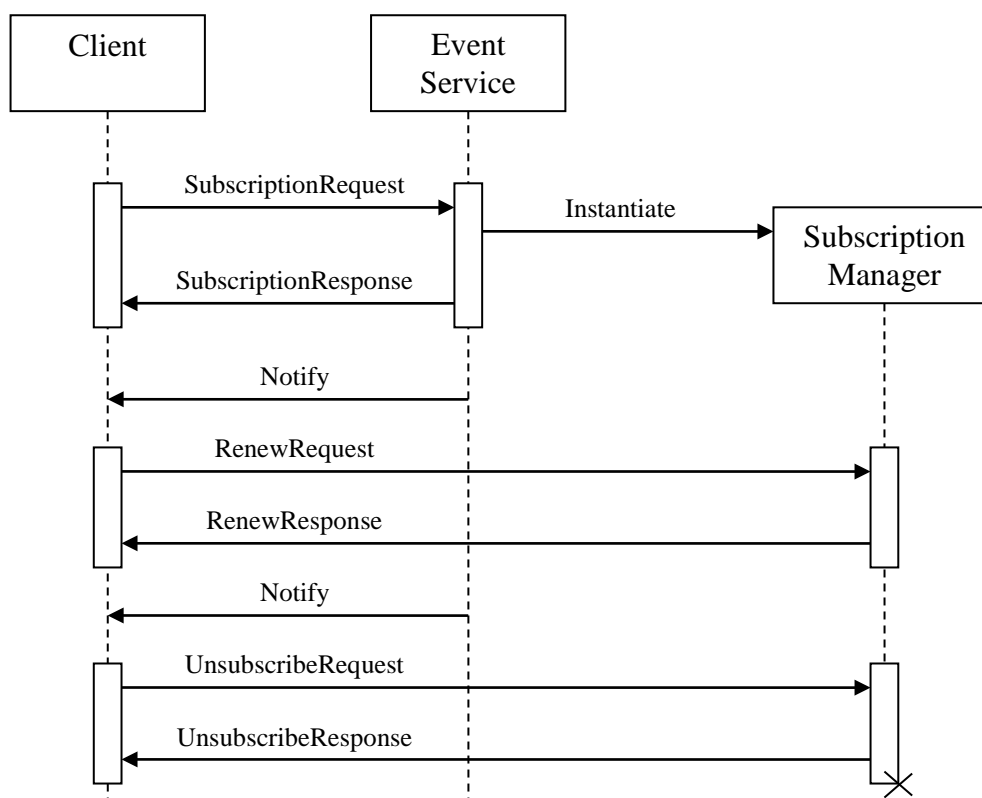 Client
Event
Service
SubscriptionRequest
Instantiate
Subscription
Manager
SubscriptionResponse
Notify
RenewRequest
RenewResponse
Notify
UnsubscribeRequest
UnsubscribeResponse